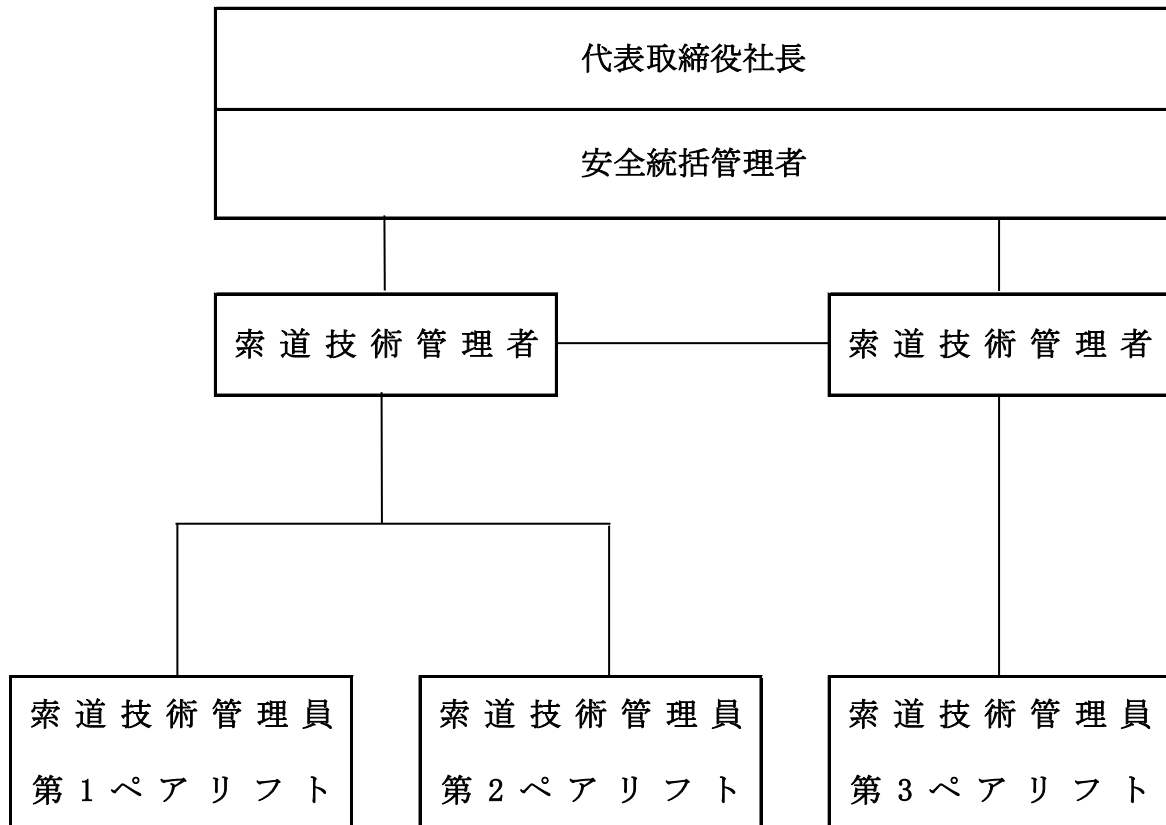 代表取締役社長
安全統括管理者
索道技術管理者
索道技術管理者
索道技術管理員
第1ペアリフト
索道技術管理員
第2ペアリフト
索道技術管理員
第3ペアリフト